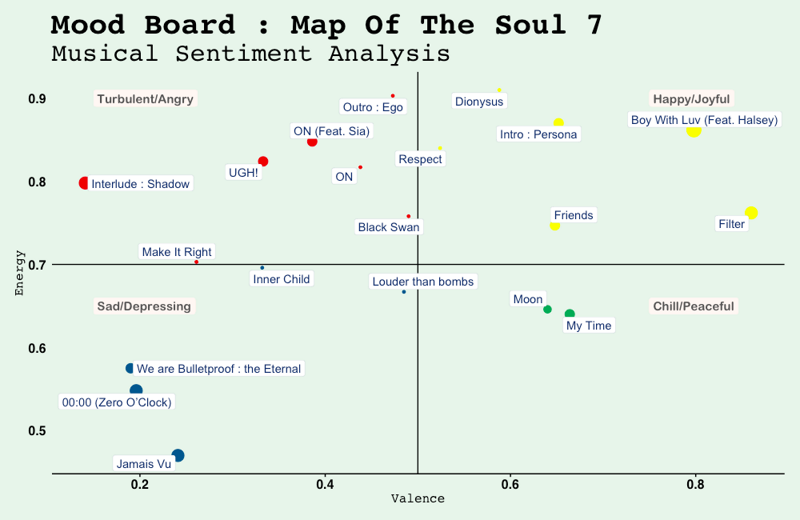 Mood Board : Map Of The Soul 7
Musical Sentiment Analysis
0.9
Turbulent/Angry
Outro : Ego
Dionysus
Happy/Joyful
Boy With Luv (Feat. Halsey)
ON (Feat. Sia)
Intro : Persona
Respect
UGH!
ON
0.8
Interlude : Shadow
Friends
Filter
Black Swan
Make It Right
0.7
Energy
Inner Child
Louder than bombs
Moon
Sad/Depressing
Chill/Peaceful
My Time
0.6
We are Bulletproof : the Eternal
00:00 (Zero O'Clock)
0.5
Jamais Vu
0.2
0.4
0.6
0.8
Valence